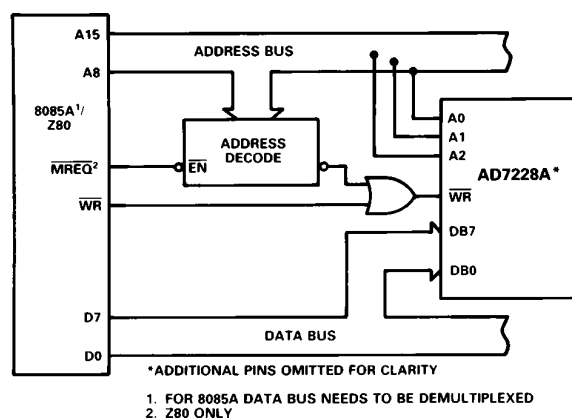 A15
ADDRESS BUS
A8
8085A1/
Z80
ADDRESS
DECODE
A0
A1
A2
AD7228A*
MREQ2
EN
WR
WR
DB7
DB0
D7
DATA BUS
D0
*ADDITIONAL PINS OMITTED FOR CLARITY
1. FOR 8085A DATA BUS NEEDS TO BE DEMULTIPLEXED
2. Z80 ONLY